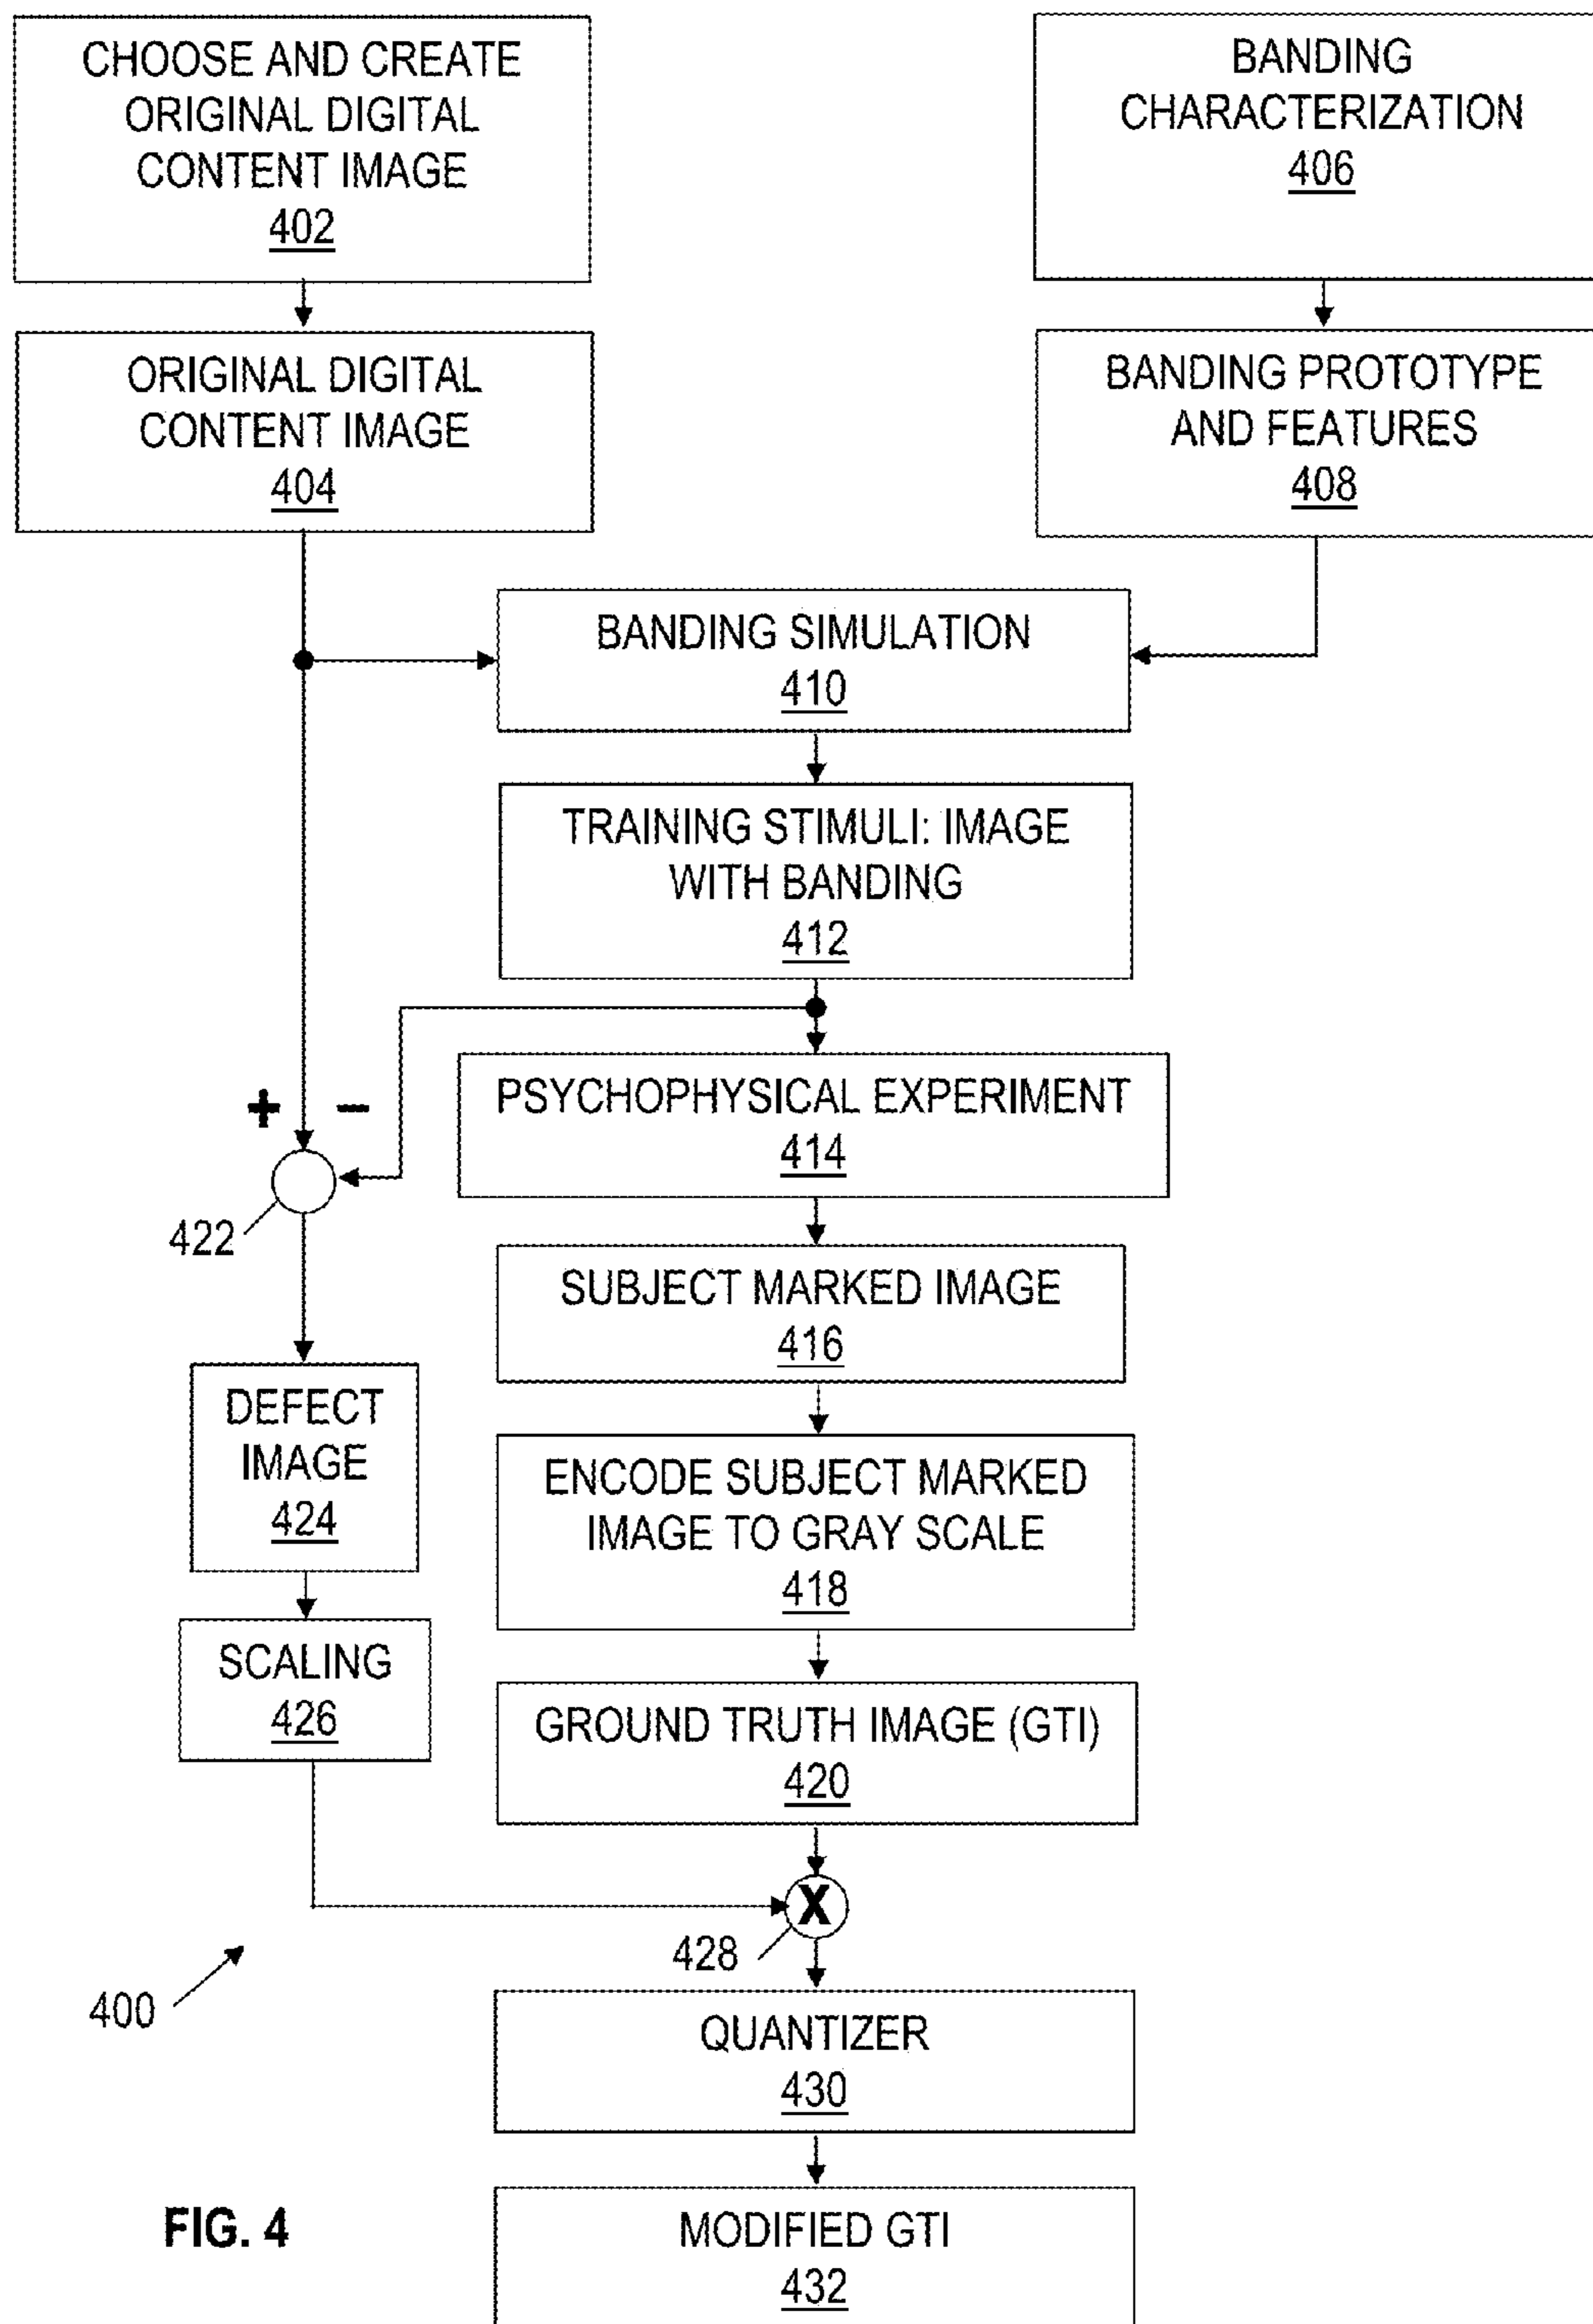 CHOOSE AND CREATE
ORIGINAL DIGITAL
CONTENT IMAGE
402
BANDING
CHARACTERIZATION
406
ORIGINAL DIGITAL
CONTENT IMAGE
404
BANDING PROTOTYPE
AND FEATURES
408
BANDING SIMULATION
410
TRAINING STIMULI: IMAGE
WITH BANDING
412
+ −
PSYCHOPHYSICAL EXPERIMENT
414
422
SUBJECT MARKED IMAGE
416
DEFECT
IMAGE
424
ENCODE SUBJECT MARKED
IMAGE TO GRAY SCALE
418
SCALING
426
GROUND TRUTH IMAGE (GTI)
420
X
428
400
QUANTIZER
430
MODIFIED GTI
432
FIG. 4